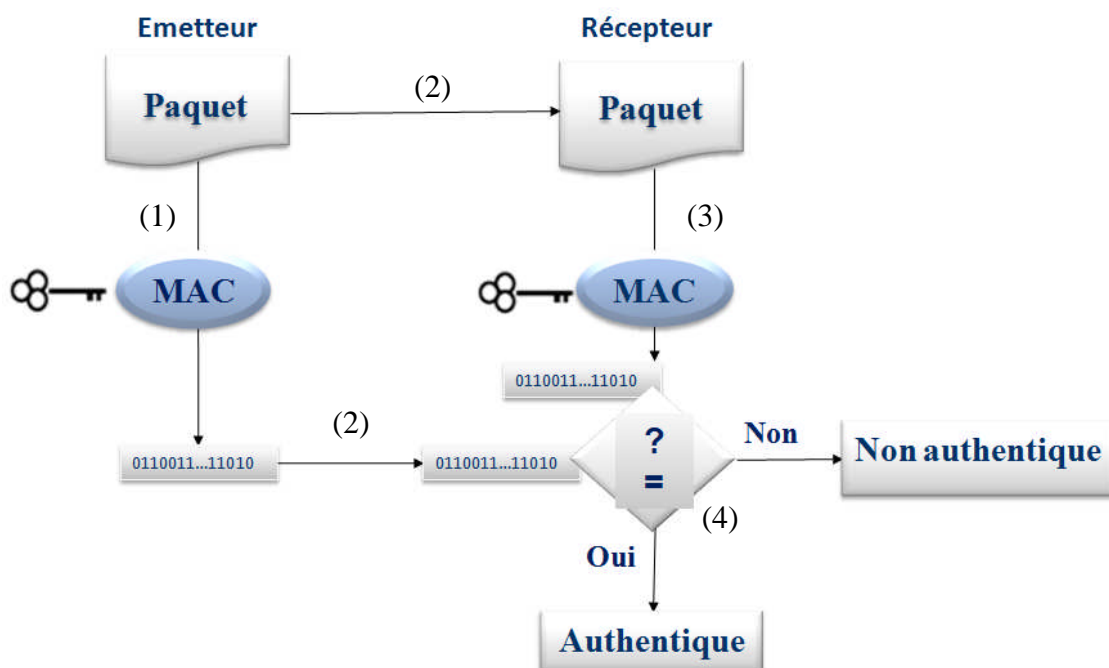 Emetteur
Récepteur
Paquet
(2)
Paquet
(1)
(3)
MAC
MAC
0110011...11010
(2)
0110011...11010
0110011...11010
?
=
Non
Non authentique
(4)
Oui
Authentique